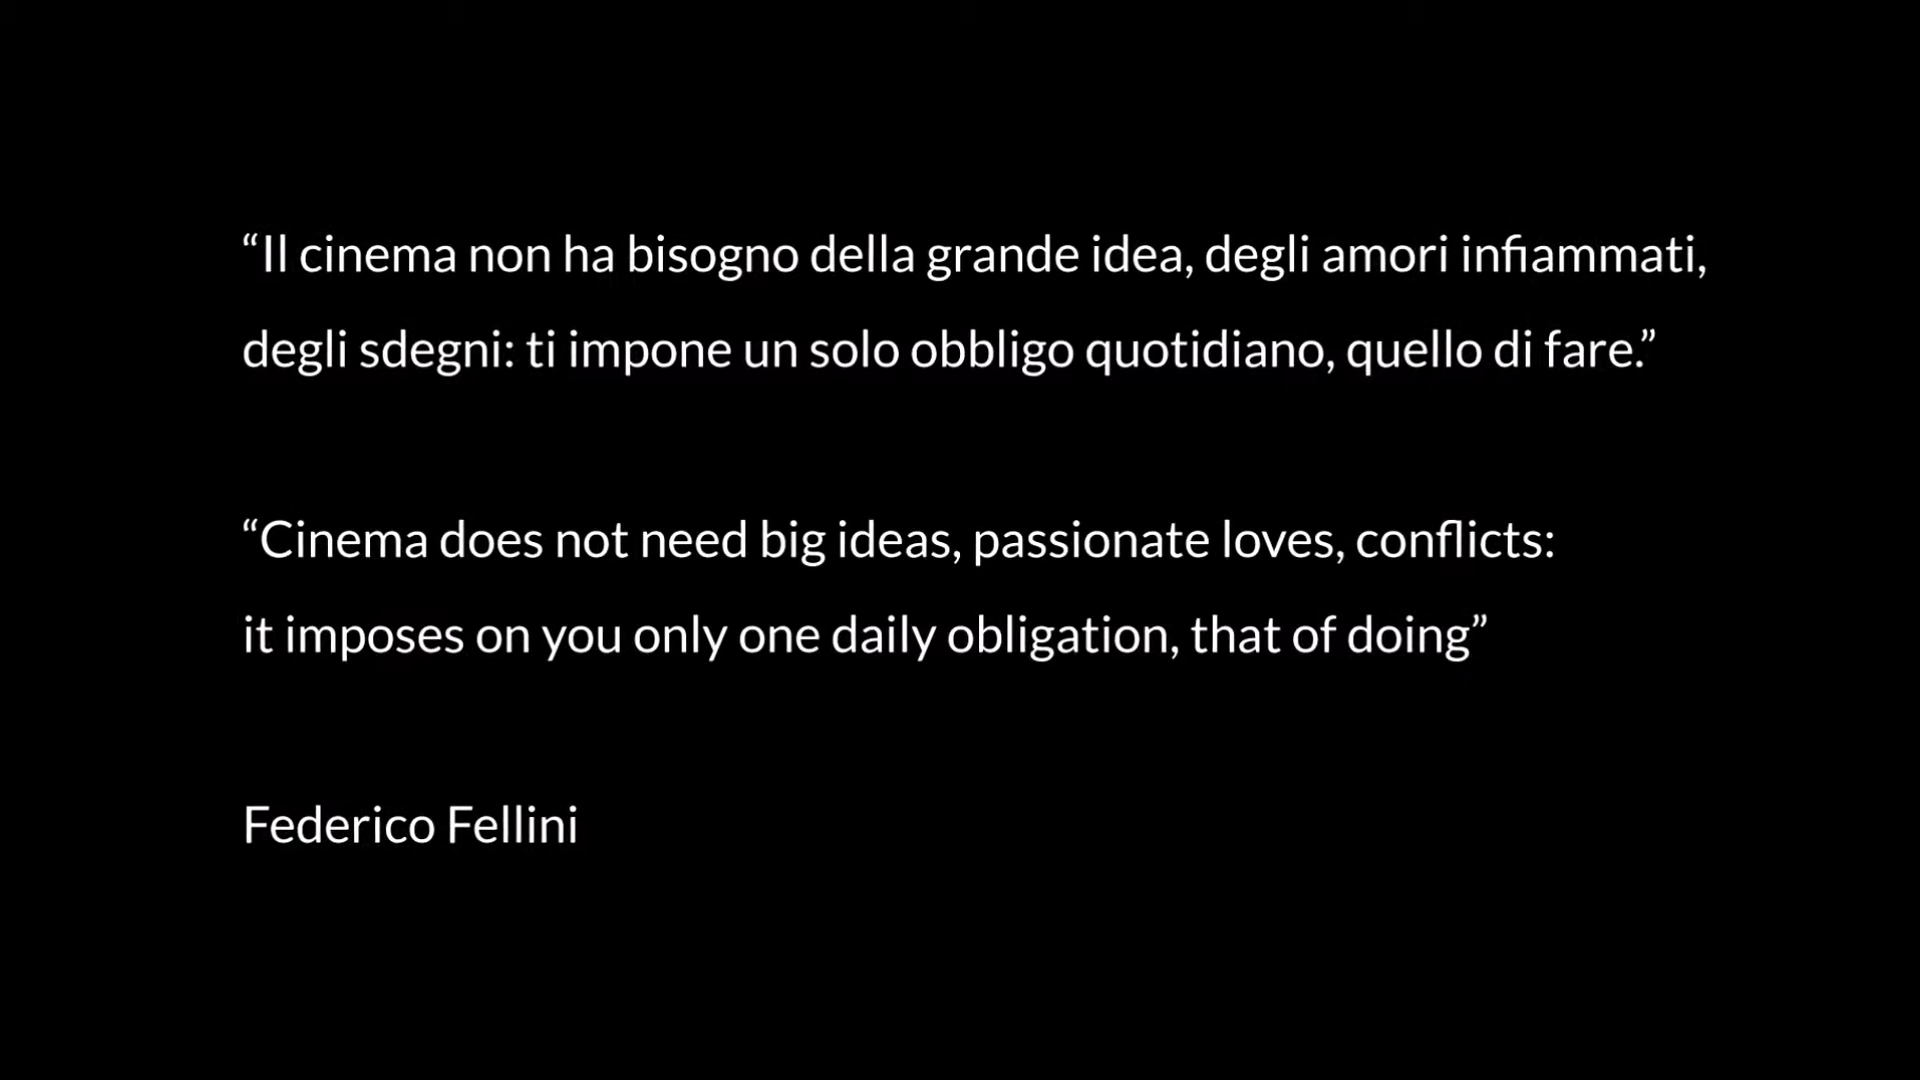 “Il cinema non ha bisogno della grande idea, degli amori infiammati,
degli sdegni: ti impone un solo obbligo quotidiano, quello di fare.”
“Cinema does not need big ideas, passionate loves, conflicts:
it imposes on you only one daily obligation, that of doing”
Federico Fellini